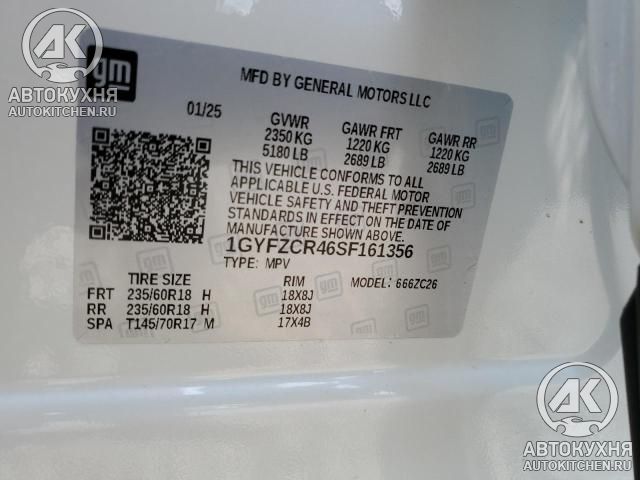 gm
MFD BY GENERAL MOTORS LLC
01/25
GVWR GAWR FRT GAWR RR
2350 KG 1220 KG 1220 KG
5180 LB 2689 LB 2689 LB
THIS VEHICLE CONFORMS TO ALL
APPLICABLE U.S. FEDERAL MOTOR
VEHICLE SAFETY AND THEFT PREVENTION
STANDARDS IN EFFECT ON THE DATE OF
MANUFACTURE SHOWN ABOVE.
1GYFZCR46SF161356
TYPE: MPV MODEL: 666ZC26
TIRE SIZE RIM
FRT 235/60R18 H 18X8J
RR 235/60R18 H 18X8J
SPA T145/70R17 M 17X4B
АК
АВТОКУХНЯ
AUTOKITCHEN.RU
АК
АВТОКУХНЯ
AUTOKITCHEN.RU